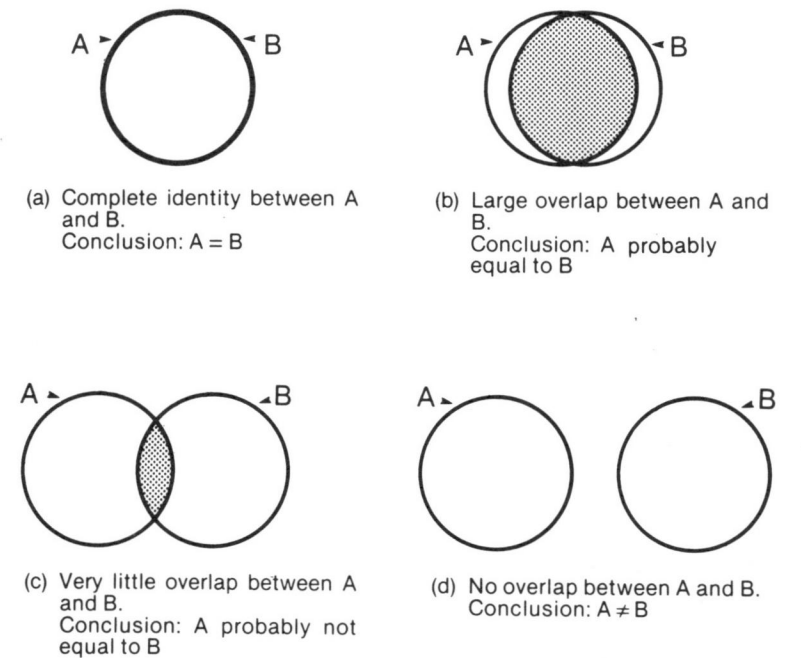 A B
(a) Complete identity between A
and B.
Conclusion: A = B
A B
(b) Large overlap between A and
B.
Conclusion: A probably
equal to B
A B
(c) Very little overlap between A
and B.
Conclusion: A probably not
equal to B
A B
(d) No overlap between A and B.
Conclusion: A ≠ B